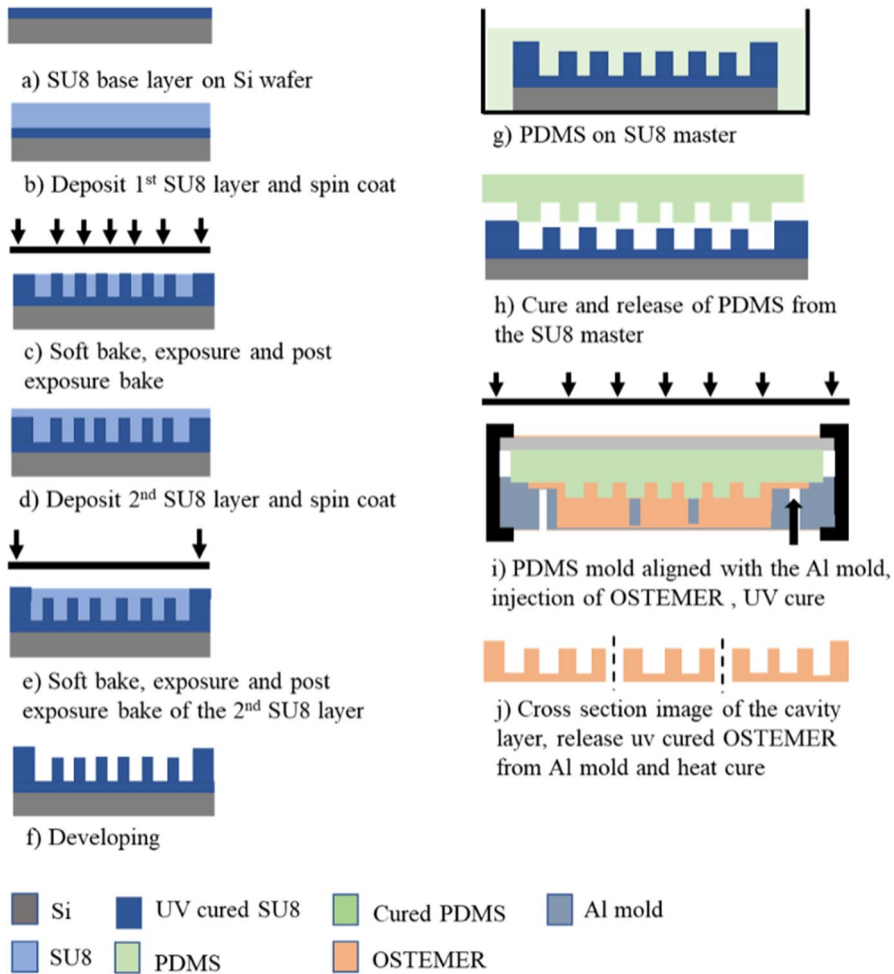 a) SU8 base layer on Si wafer
b) Deposit 1st SU8 layer and spin coat
c) Soft bake, exposure and post
exposure bake
d) Deposit 2nd SU8 layer and spin coat
e) Soft bake, exposure and post
exposure bake of the 2nd SU8 layer
f) Developing
g) PDMS on SU8 master
h) Cure and release of PDMS from
the SU8 master
i) PDMS mold aligned with the Al mold,
injection of OSTEMER , UV cure
j) Cross section image of the cavity
layer, release uv cured OSTEMER
from Al mold and heat cure
Si
UV cured SU8
Cured PDMS
Al mold
SU8
PDMS
OSTEMER